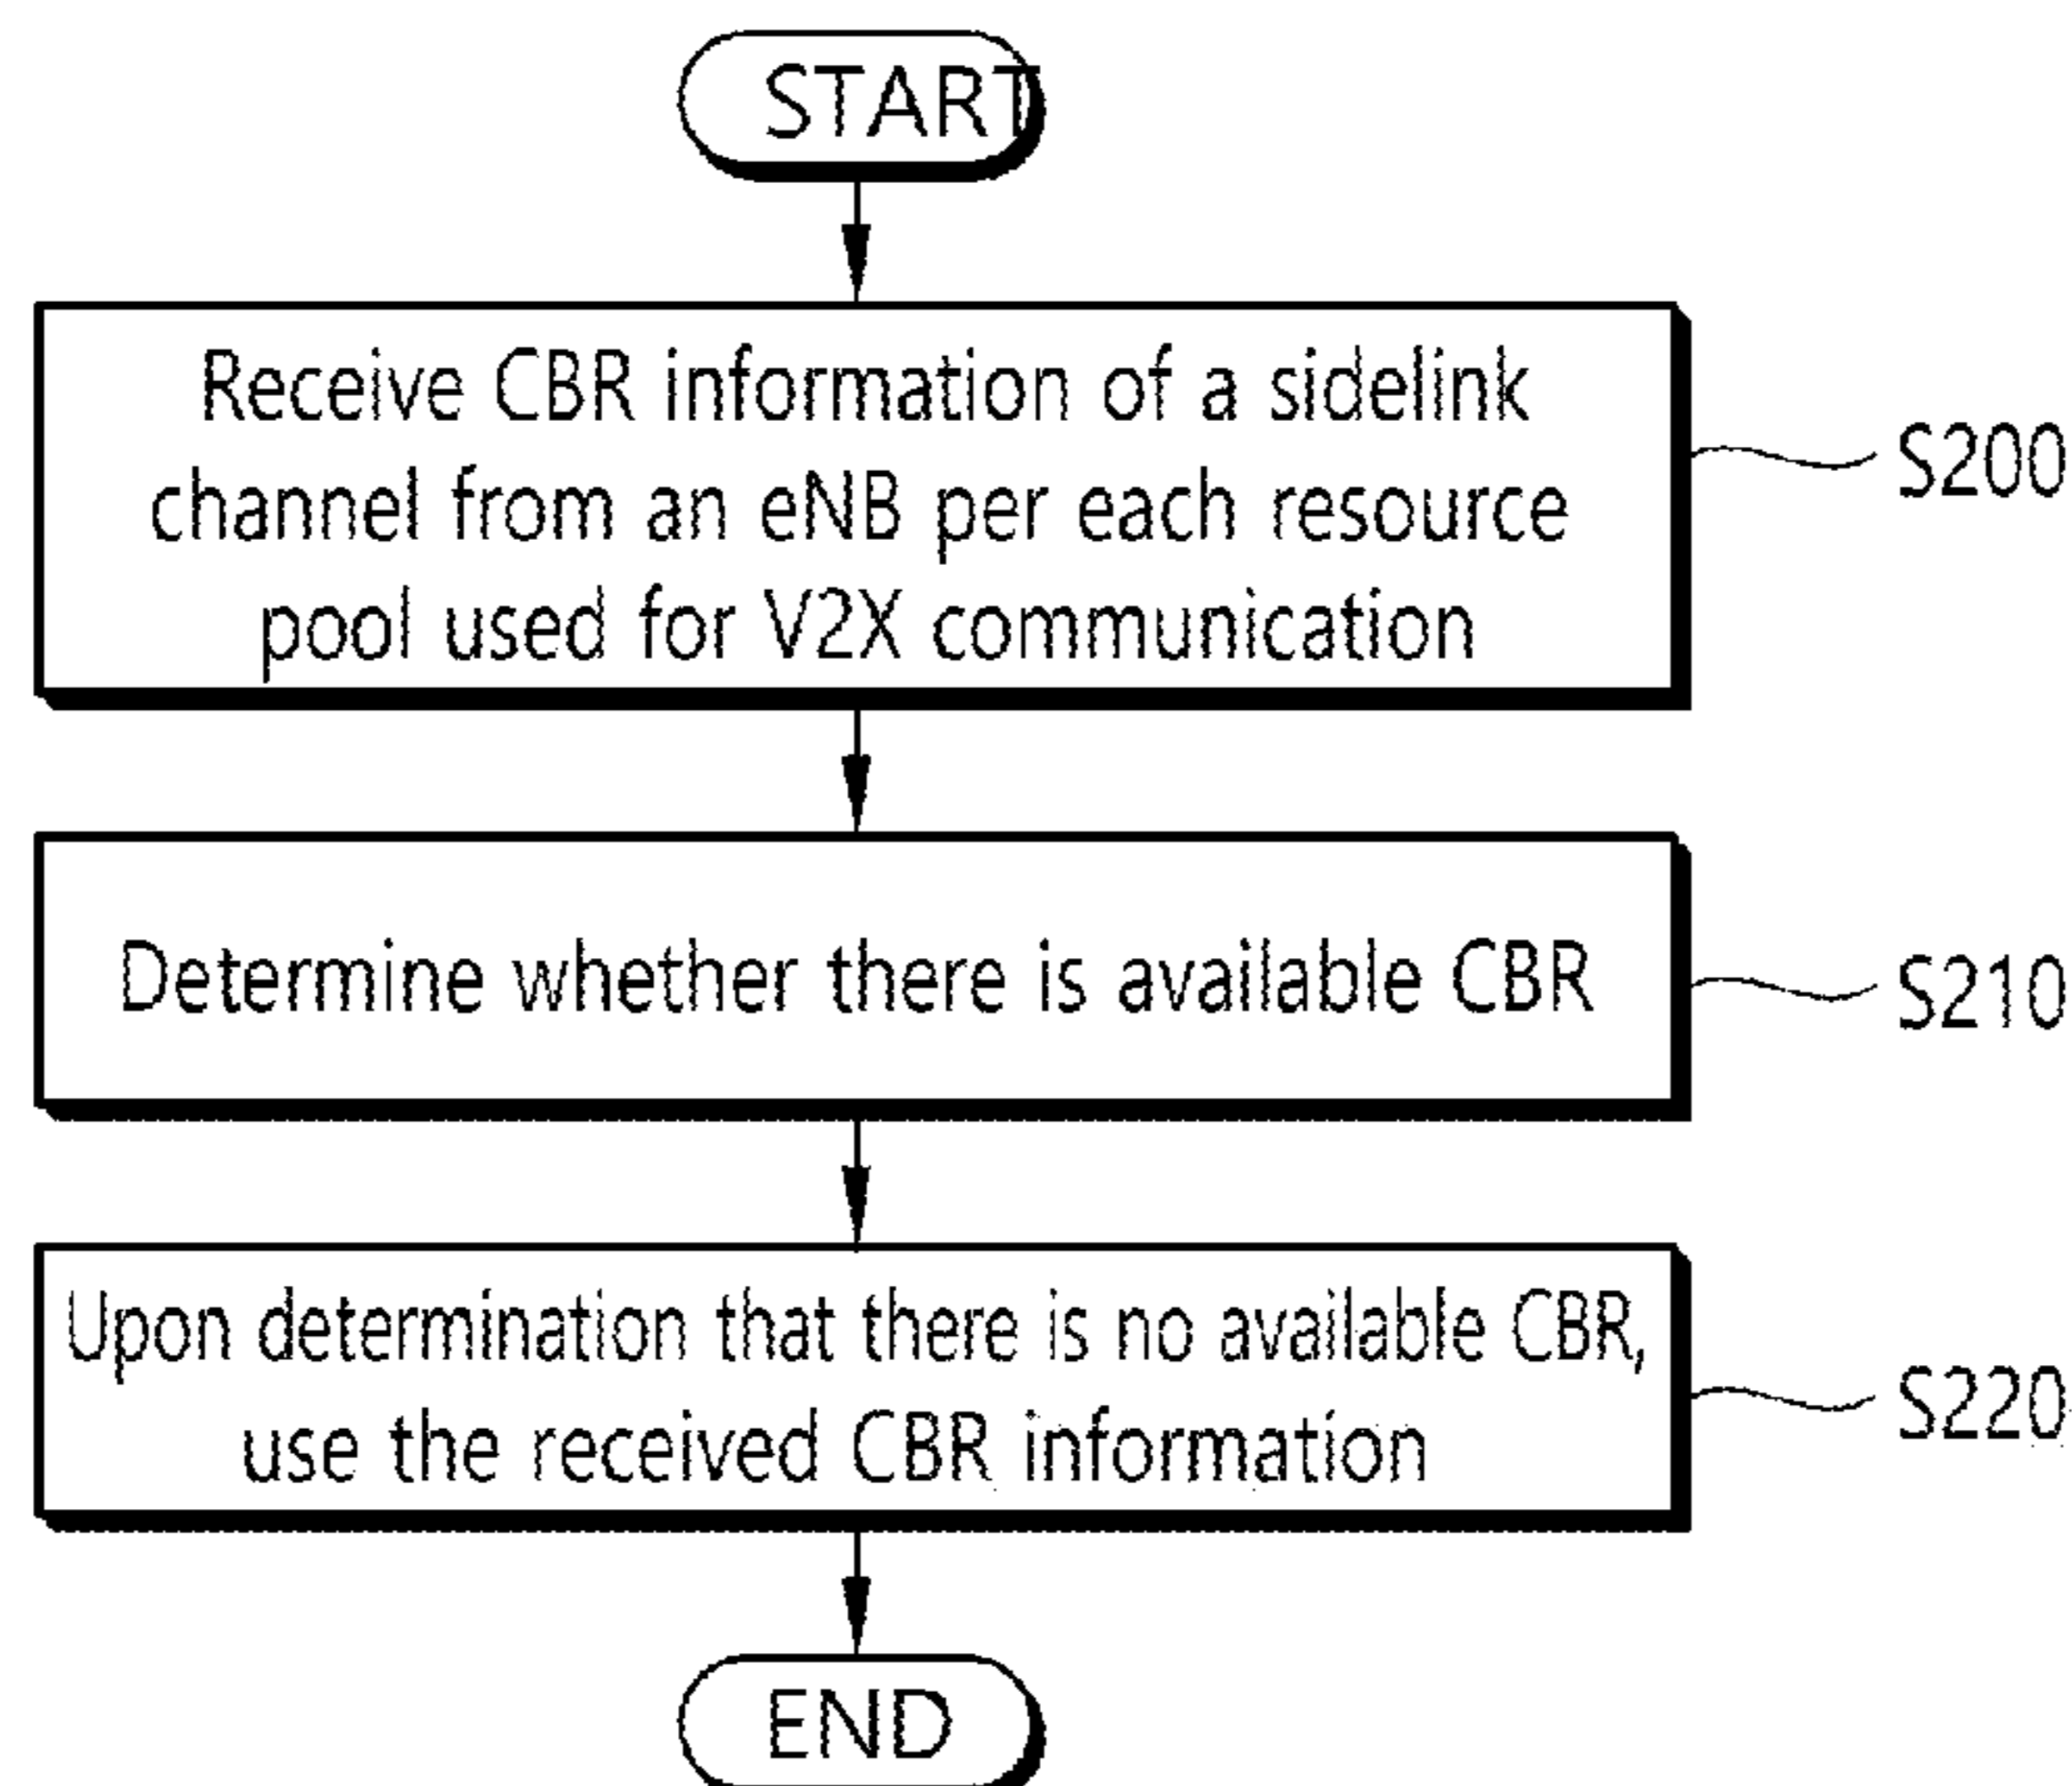 START
Receive CBR information of a sidelink
channel from an eNB per each resource
pool used for V2X communication
S200
Determine whether there is available CBR
S210
Upon determination that there is no available CBR,
use the received CBR information
S220
END